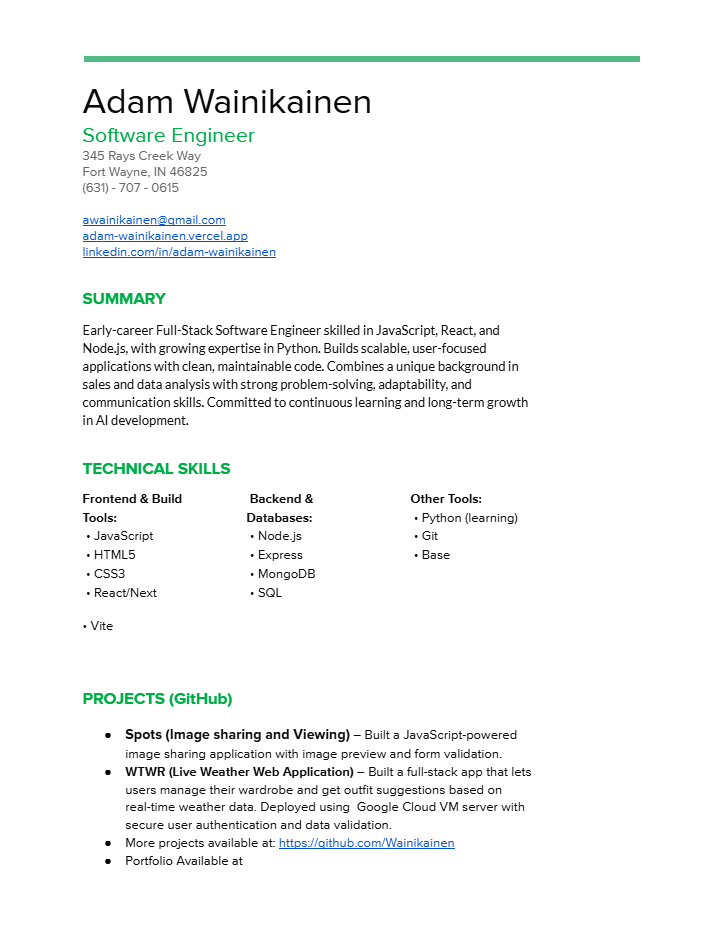 Adam Wainikainen
Software Engineer
345 Rays Creek Way
Fort Wayne, IN 46825
(631) - 707 - 0615
awainikainen@gmail.com
adam-wainikainen.vercel.app
linkedin.com/in/adam-wainikainen
SUMMARY
Early-career Full-Stack Software Engineer skilled in JavaScript, React, and
Node.js, with growing expertise in Python. Builds scalable, user-focused
applications with clean, maintainable code. Combines a unique background in
sales and data analysis with strong problem-solving, adaptability, and
communication skills. Committed to continuous learning and long-term growth
in AI development.
TECHNICAL SKILLS
Frontend & Build
Tools:
• JavaScript
• HTML5
• CSS3
• React/Next
• Vite
Backend &
Databases:
• Node.js
• Express
• MongoDB
• SQL
Other Tools:
• Python (learning)
• Git
• Base
PROJECTS (GitHub)
● Spots (Image sharing and Viewing) – Built a JavaScript-powered
image sharing application with image preview and form validation.
● WTWR (Live Weather Web Application) – Built a full-stack app that lets
users manage their wardrobe and get outfit suggestions based on
real-time weather data. Deployed using  Google Cloud VM server with
secure user authentication and data validation.
● More projects available at: https://github.com/Wainikainen
● Portfolio Available at